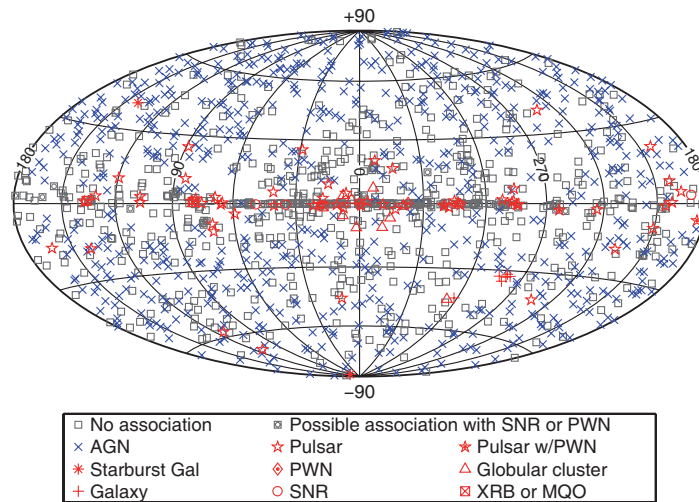 +90
-180
90
0
270
180
−90
No association
Possible association with SNR or PWN
AGN
Pulsar
Pulsar w/PWN
Starburst Gal
PWN
Globular cluster
Galaxy
SNR
XRB or MQO